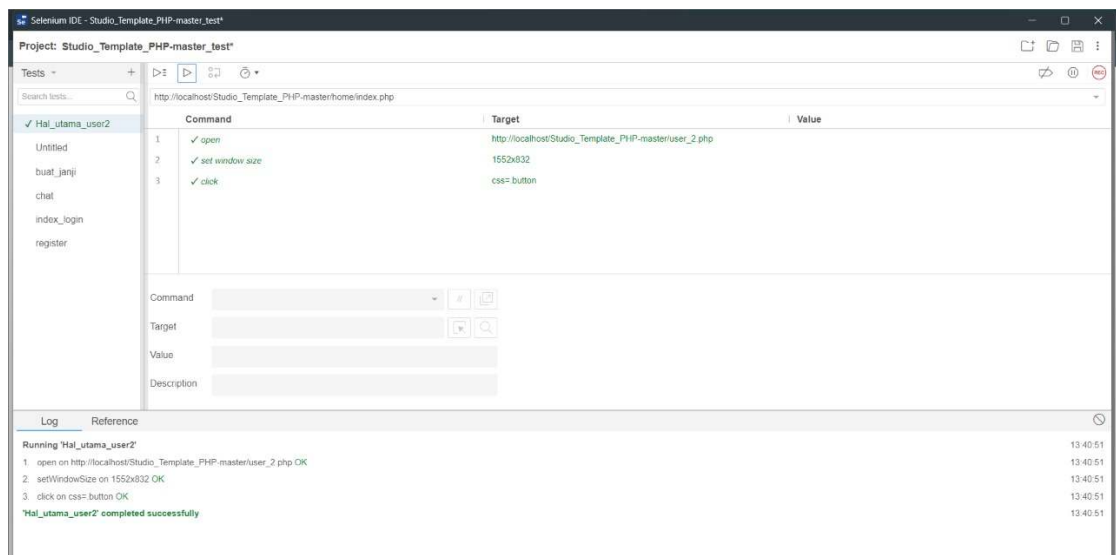 Selenium IDE - Studio_Template_PHP-master_test*
Project: Studio_Template_PHP-master_test*
Tests
http://localhost/Studio_Template_PHP-master/home/index.php
Search tests...
Command Target Value
✓ Hal_utama_user2
Untitled
buat_janji
chat
index_login
register
1 ✓ open http://localhost/Studio_Template_PHP-master/user_2.php
2 ✓ set window size 1552x832
3 ✓ click css=.button
Command
//
Target
Value
Description
Log Reference
Running 'Hal_utama_user2' 13:40:51
1. open on http://localhost/Studio_Template_PHP-master/user_2.php OK 13:40:51
2. setWindowSize on 1552x832 OK 13:40:51
3. click on css=.button OK 13:40:51
'Hal_utama_user2' completed successfully 13:40:51